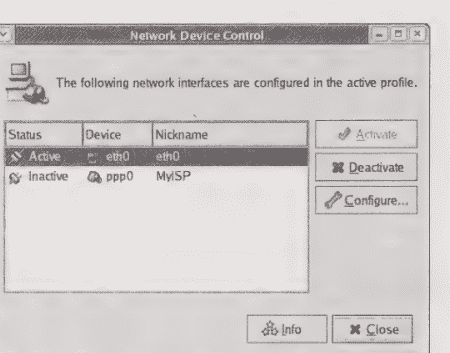 Network Device Control
The following network interfaces are configured in the active profile.
Status Device Nickname
Active eth0 eth0
Inactive ppp0 MyISP
Activate
Deactivate
Configure...
Info
Close